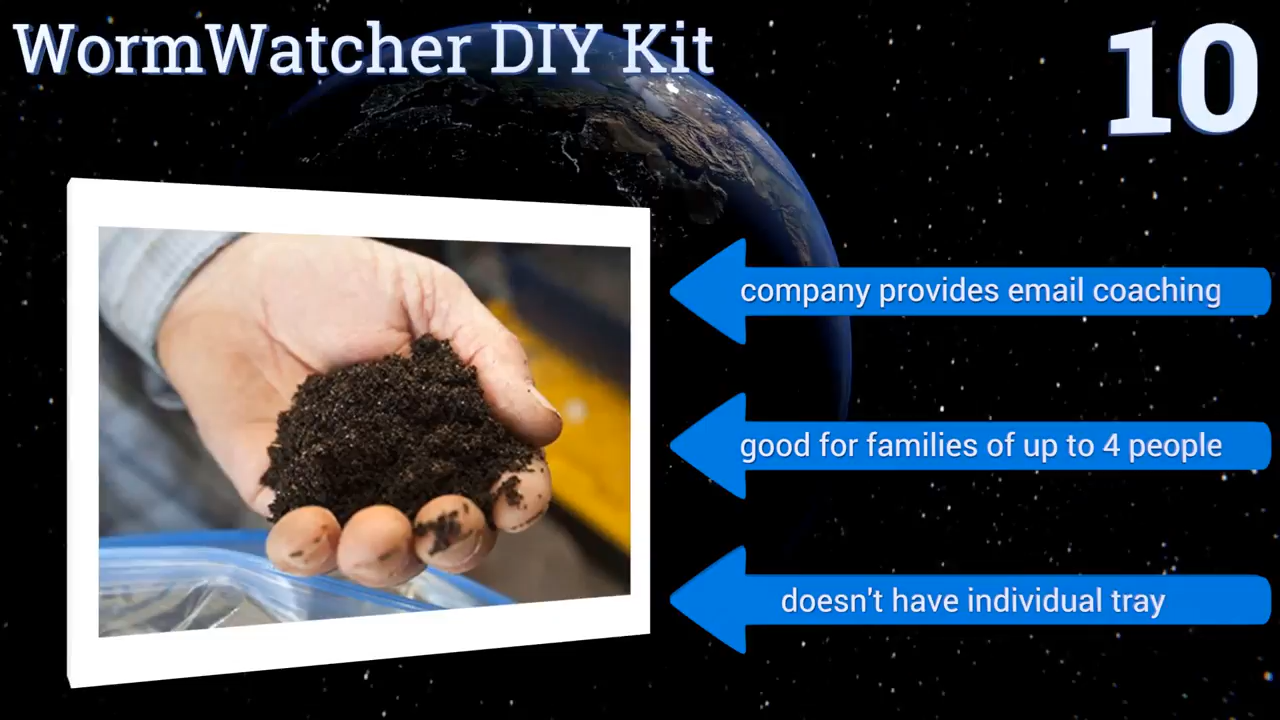 WormWatcher DIY Kit
10
company provides email coaching
good for families of up to 4 people
doesn't have individual tray